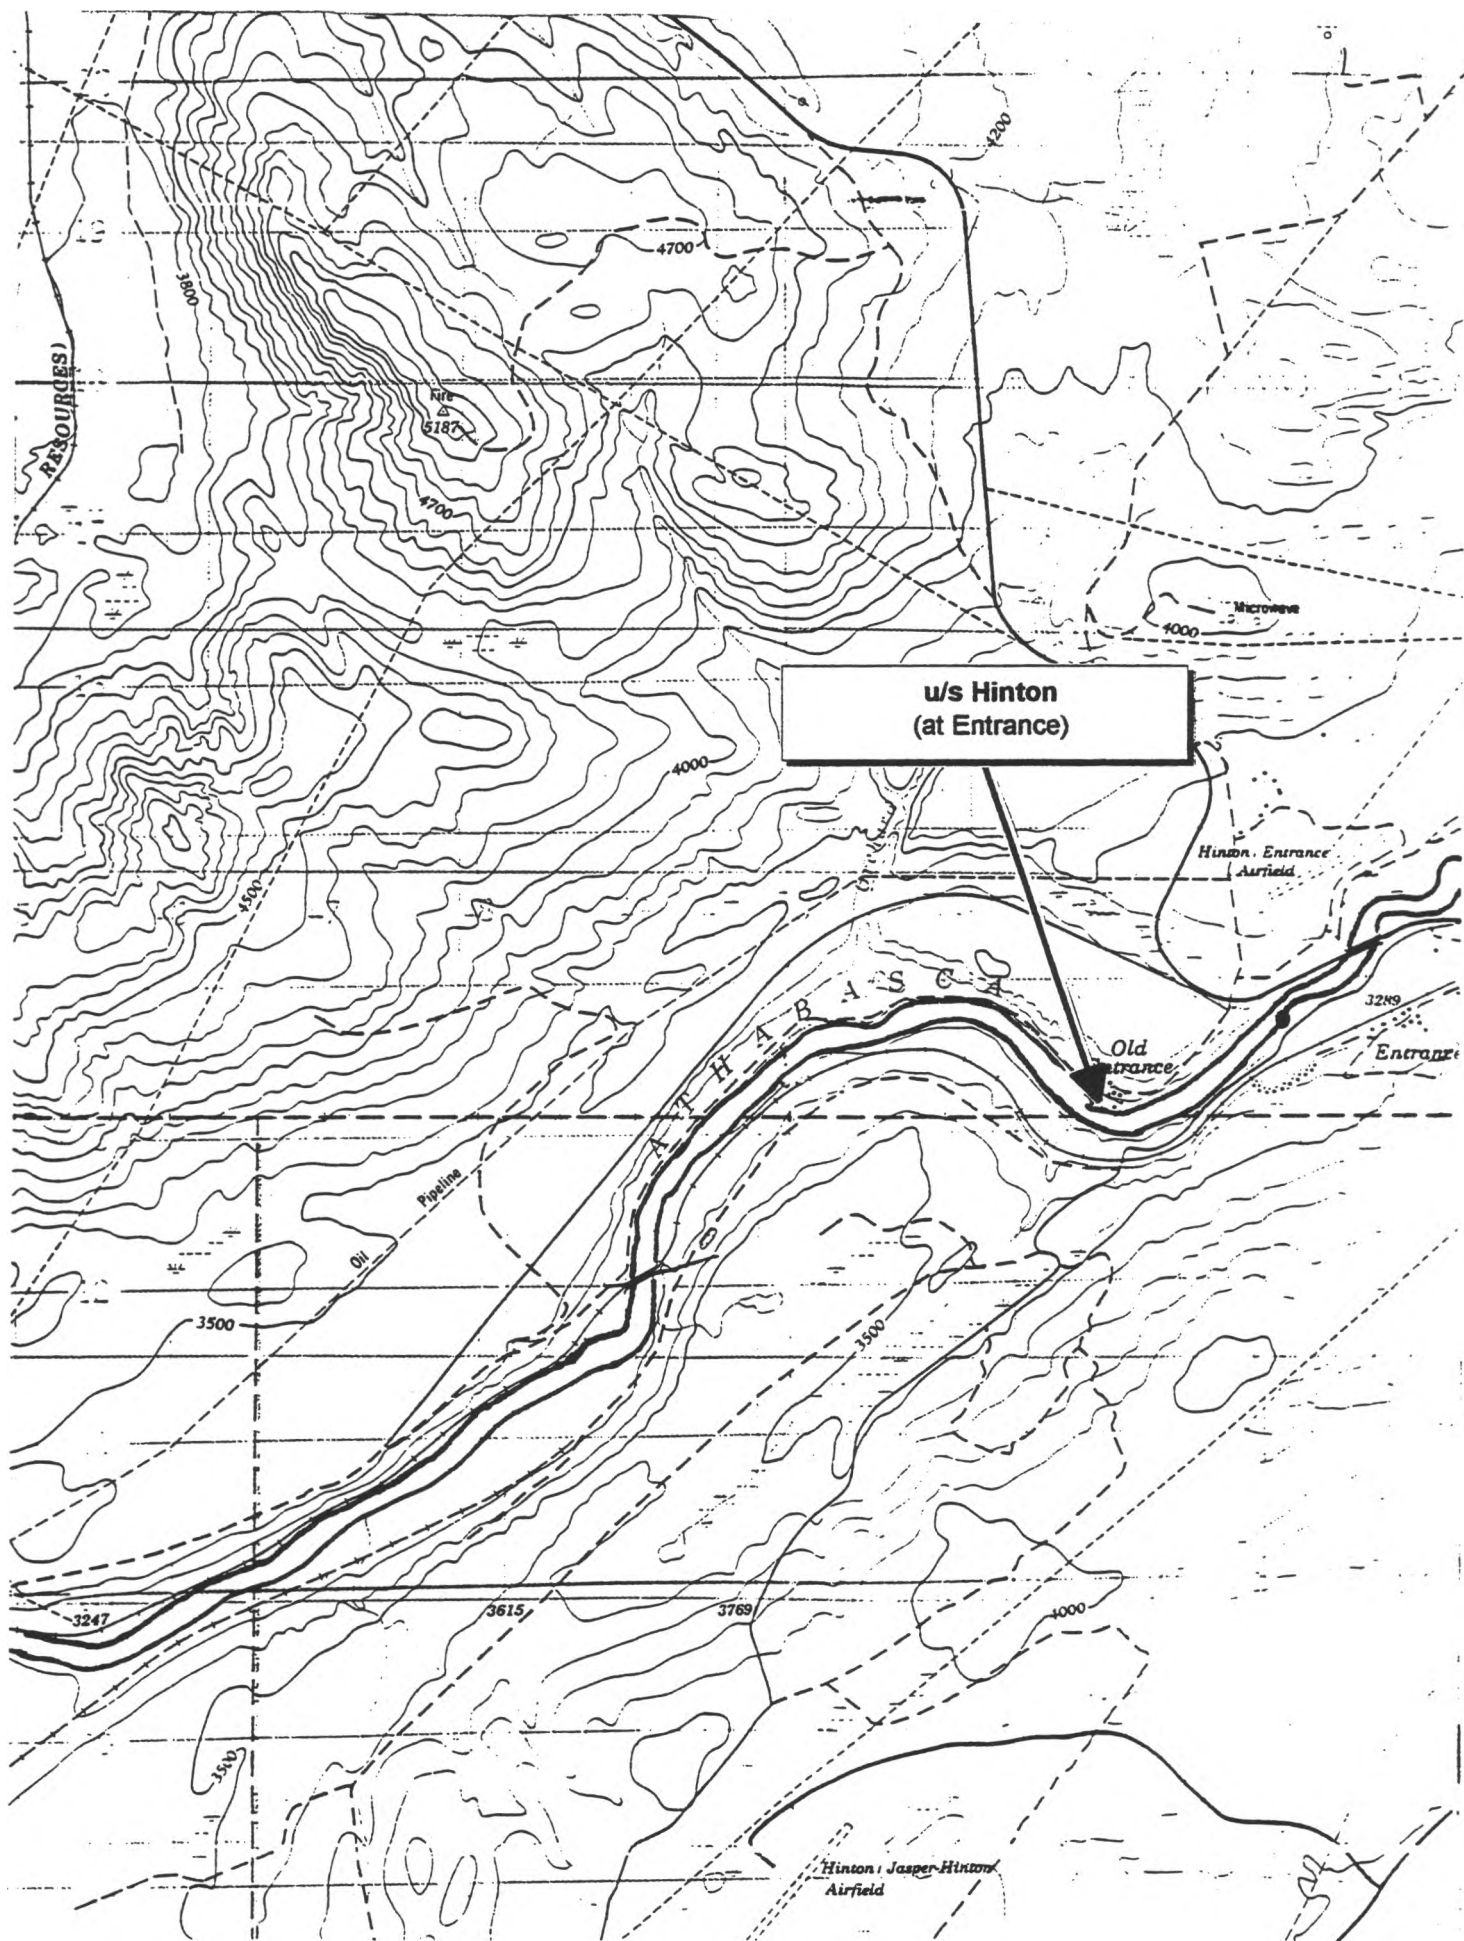 4200
4700
3800
RESOURCES)
Fire
5187
4700
Microwave
4000
u/s Hinton
(at Entrance)
4000
Hinton: Entrance
Airfield
4500
ATHABASCA
3289
Old
Entrance
Pipeline
Oil
3500
3500
3247
3615
3769
4000
3500
Hinton: Jasper-Hinton
Airfield